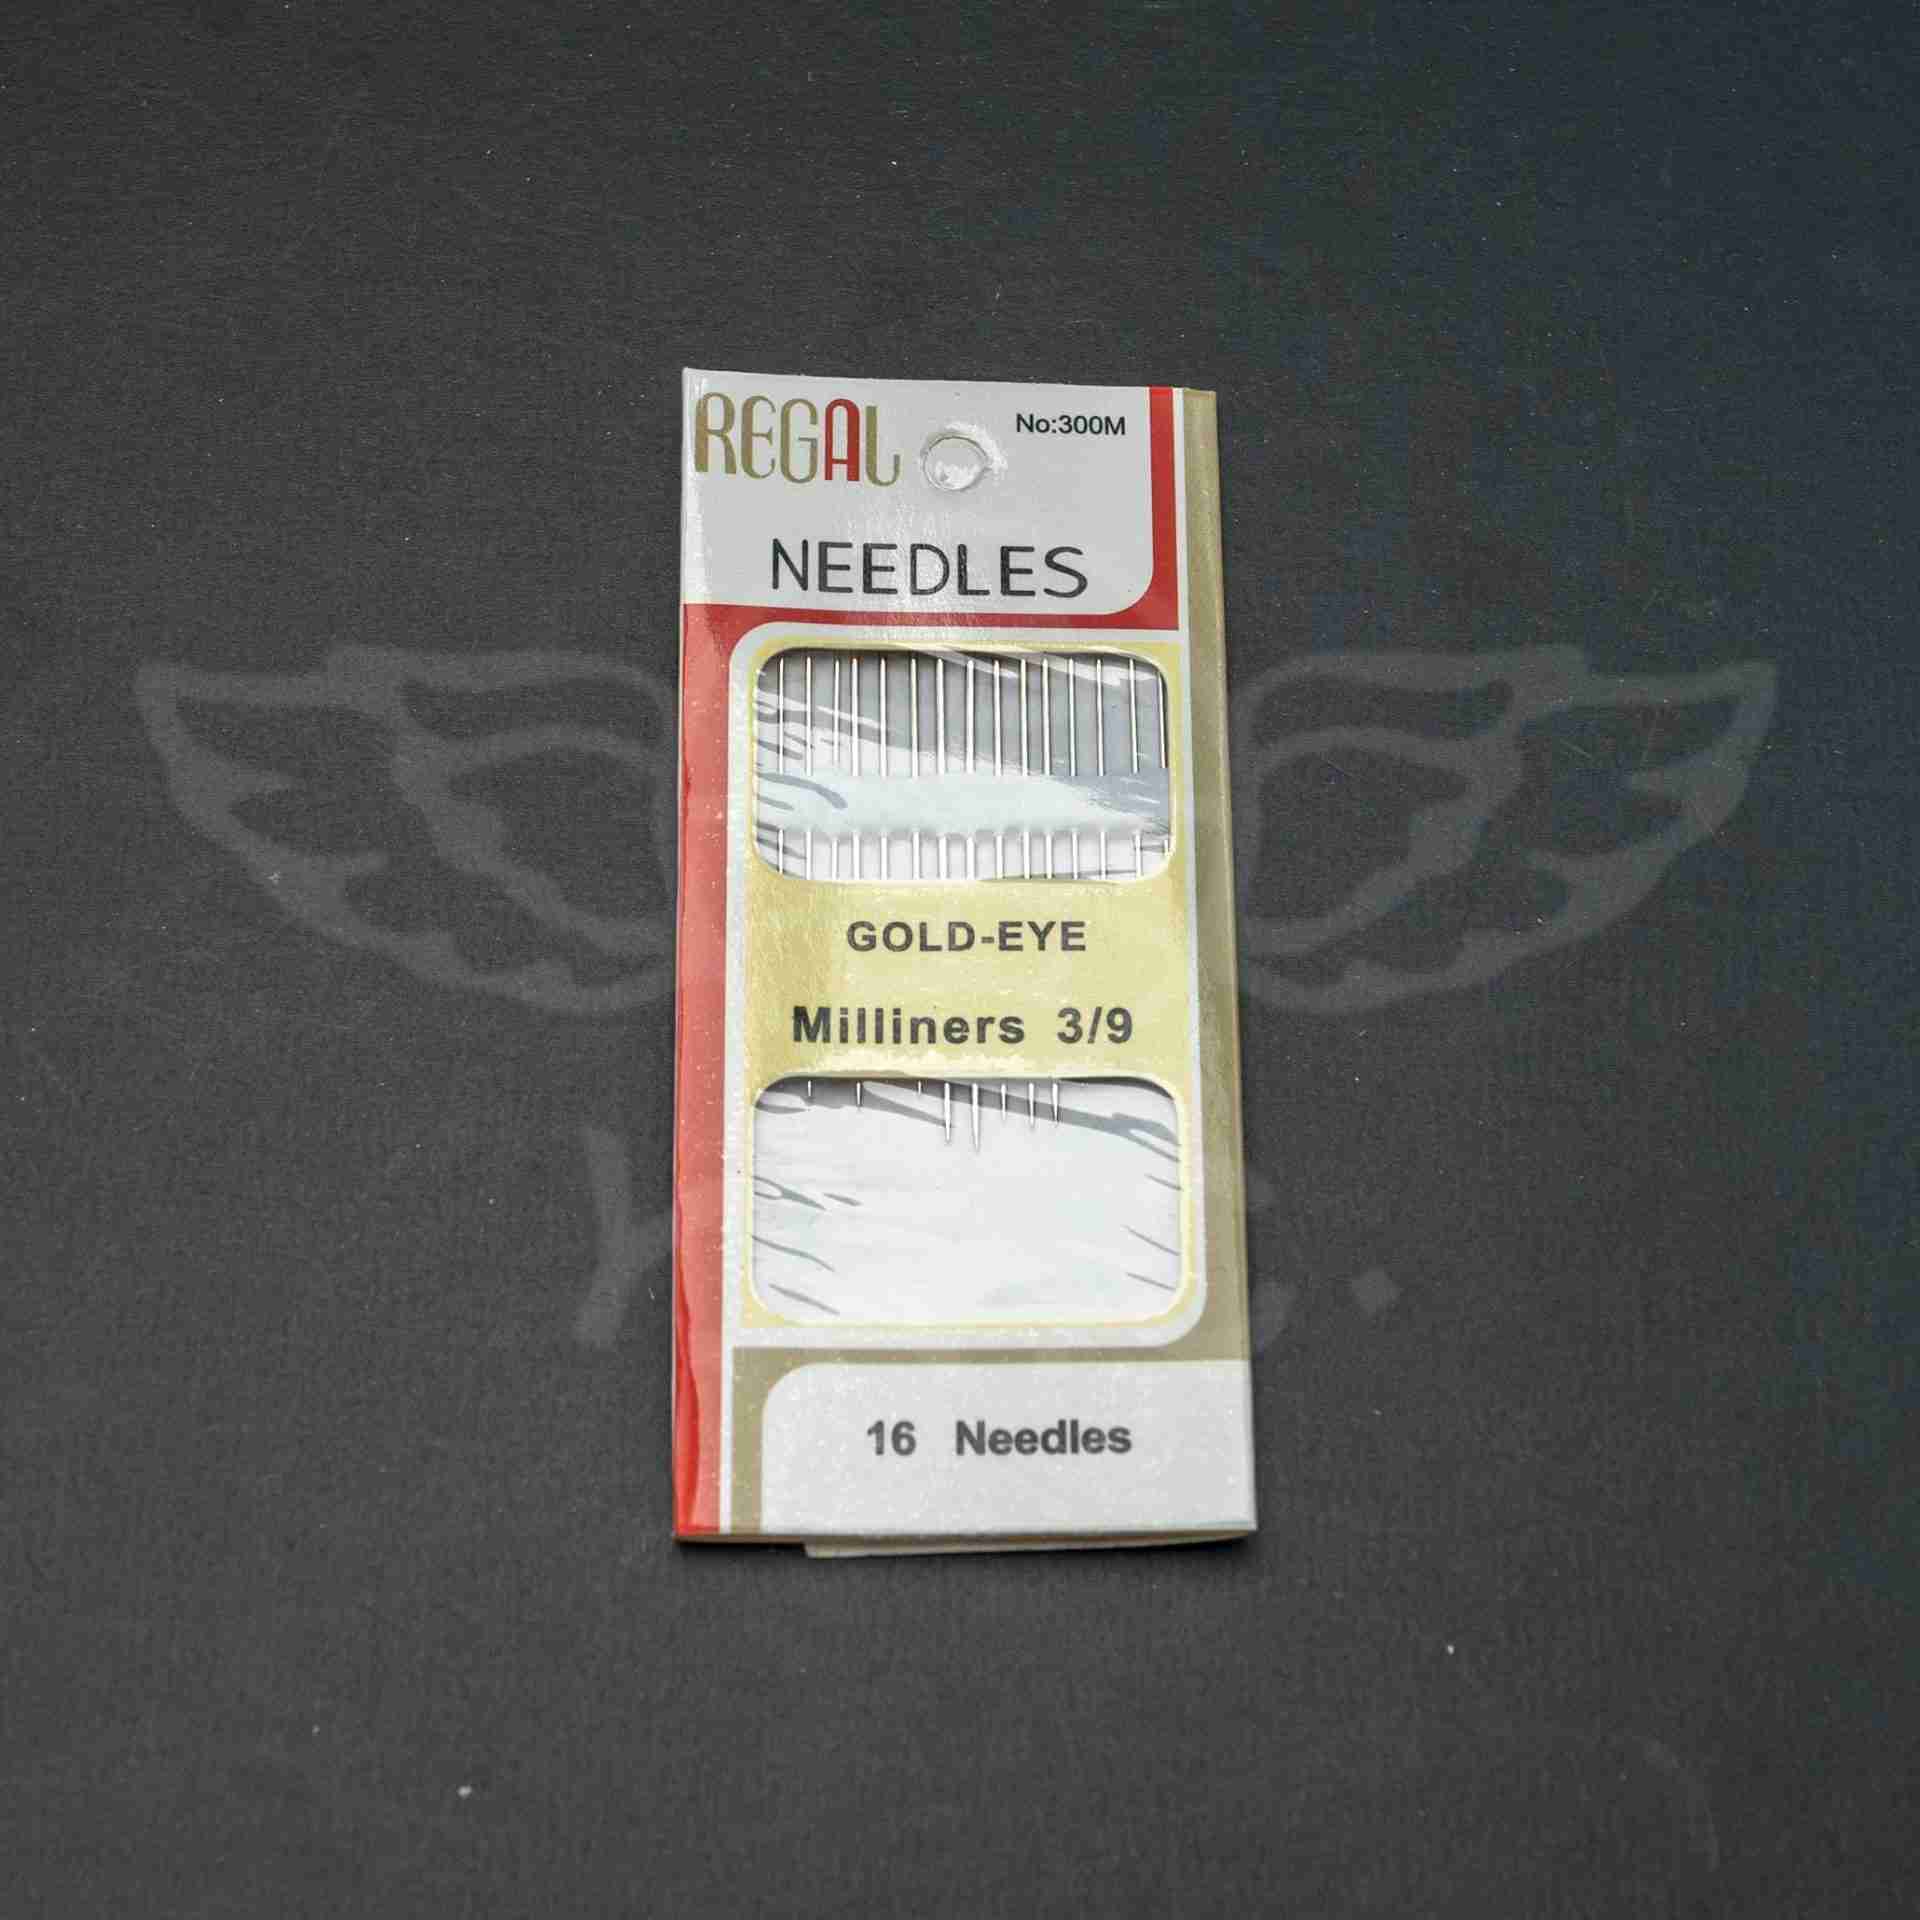 REGAL
No:300M
NEEDLES
GOLD-EYE
Milliners 3/9
16 Needles